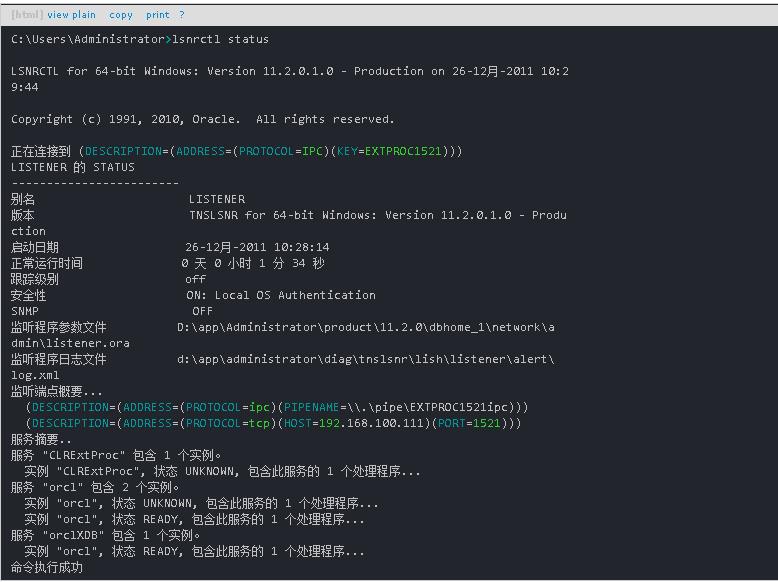 [html] view plain copy print ?
C:\Users\Administrator>lsnrctl status
LSNRCTL for 64-bit Windows: Version 11.2.0.1.0 - Production on 26-12月-2011 10:2
9:44
Copyright (c) 1991, 2010, Oracle.  All rights reserved.
正在连接到 (DESCRIPTION=(ADDRESS=(PROTOCOL=IPC)(KEY=EXTPROC1521)))
LISTENER 的 STATUS
------------------------
别名 LISTENER
版本 TNSLSNR for 64-bit Windows: Version 11.2.0.1.0 - Produ
ction
启动日期 26-12月-2011 10:28:14
正常运行时间 0 天 0 小时 1 分 34 秒
跟踪级别 off
安全性 ON: Local OS Authentication
SNMP OFF
监听程序参数文件 D:\app\Administrator\product\11.2.0\dbhome_1\network\a
dmin\listener.ora
监听程序日志文件 d:\app\administrator\diag\tnslsnr\lish\listener\alert\
log.xml
监听端点概要...
(DESCRIPTION=(ADDRESS=(PROTOCOL=ipc)(PIPENAME=\\.\pipe\EXTPROC1521ipc)))
(DESCRIPTION=(ADDRESS=(PROTOCOL=tcp)(HOST=192.168.100.111)(PORT=1521)))
服务摘要..
服务 "CLRExtProc" 包含 1 个实例。
实例 "CLRExtProc", 状态 UNKNOWN, 包含此服务的 1 个处理程序...
服务 "orcl" 包含 2 个实例。
实例 "orcl", 状态 UNKNOWN, 包含此服务的 1 个处理程序...
实例 "orcl", 状态 READY, 包含此服务的 1 个处理程序...
服务 "orclXDB" 包含 1 个实例。
实例 "orcl", 状态 READY, 包含此服务的 1 个处理程序...
命令执行成功